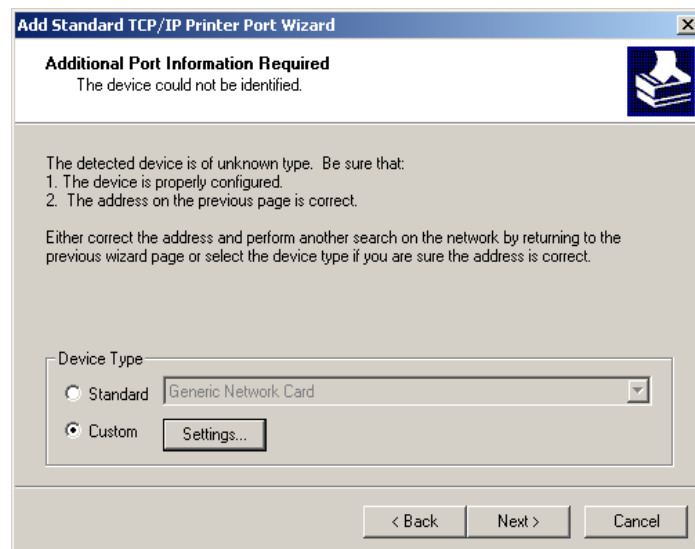 Add Standard TCP/IP Printer Port Wizard
Additional Port Information Required
The device could not be identified.
The detected device is of unknown type.  Be sure that:
1. The device is properly configured.
2.  The address on the previous page is correct.
Either correct the address and perform another search on the network by returning to the
previous wizard page or select the device type if you are sure the address is correct.
Device Type
Standard Generic Network Card
Custom Settings...
< Back Next > Cancel